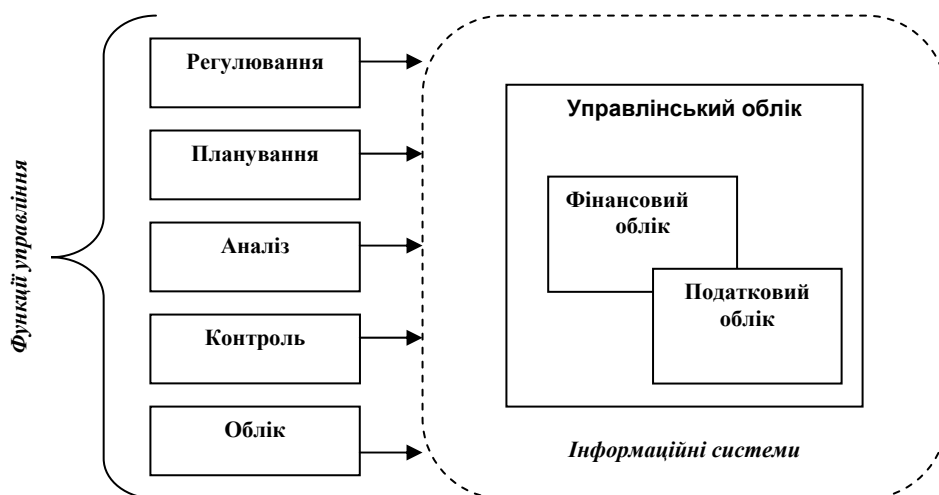 Функції управління
Регулювання
Планування
Аналіз
Контроль
Облік
Управлінський облік
Фінансовий
облік
Податковий
облік
Інформаційні системи